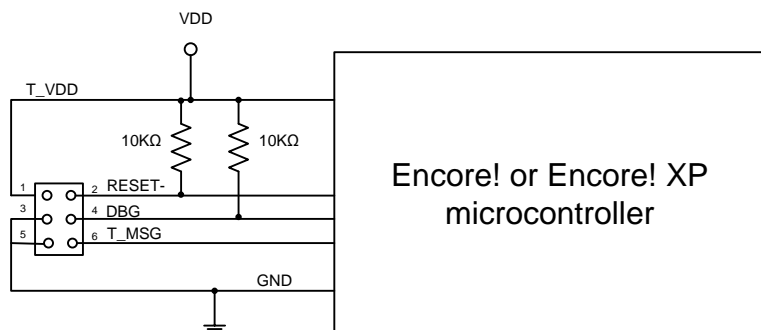 VDD
T_VDD
10KΩ
10KΩ
1
2
RESET-
3
4
DBG
5
6
T_MSG
GND
Encore! or Encore! XP
microcontroller